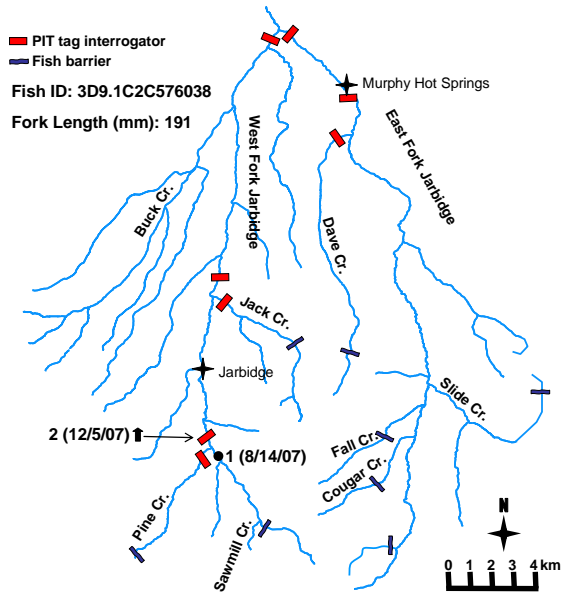 PIT tag interrogator
Fish barrier
Fish ID: 3D9.1C2C576038
Fork Length (mm): 191
Murphy Hot Springs
West Fork Jarbidge
East Fork Jarbidge
Buck Cr.
Dave Cr.
Jack Cr.
Jarbidge
Slide Cr.
2 (12/5/07)
1 (8/14/07)
Fall Cr.
Cougar Cr.
Pine Cr.
Sawmill Cr.
N
0 1 2 3 4 km